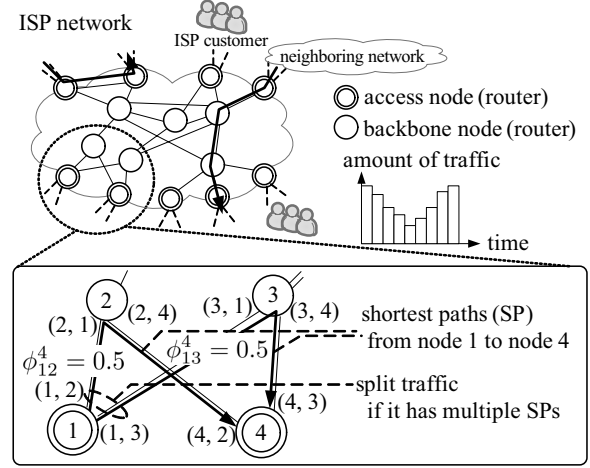 ISP network
ISP customer
neighboring network
access node (router)
backbone node (router)
amount of traffic
time
2
3
(2, 1)
(2, 4)
(3, 1)
(3, 4)
shortest paths (SP)
from node 1 to node 4
ϕ⁴₁₂ = 0.5
ϕ⁴₁₃ = 0.5
(1, 2)
split traffic
if it has multiple SPs
(4, 3)
1
(1, 3)
(4, 2)
4